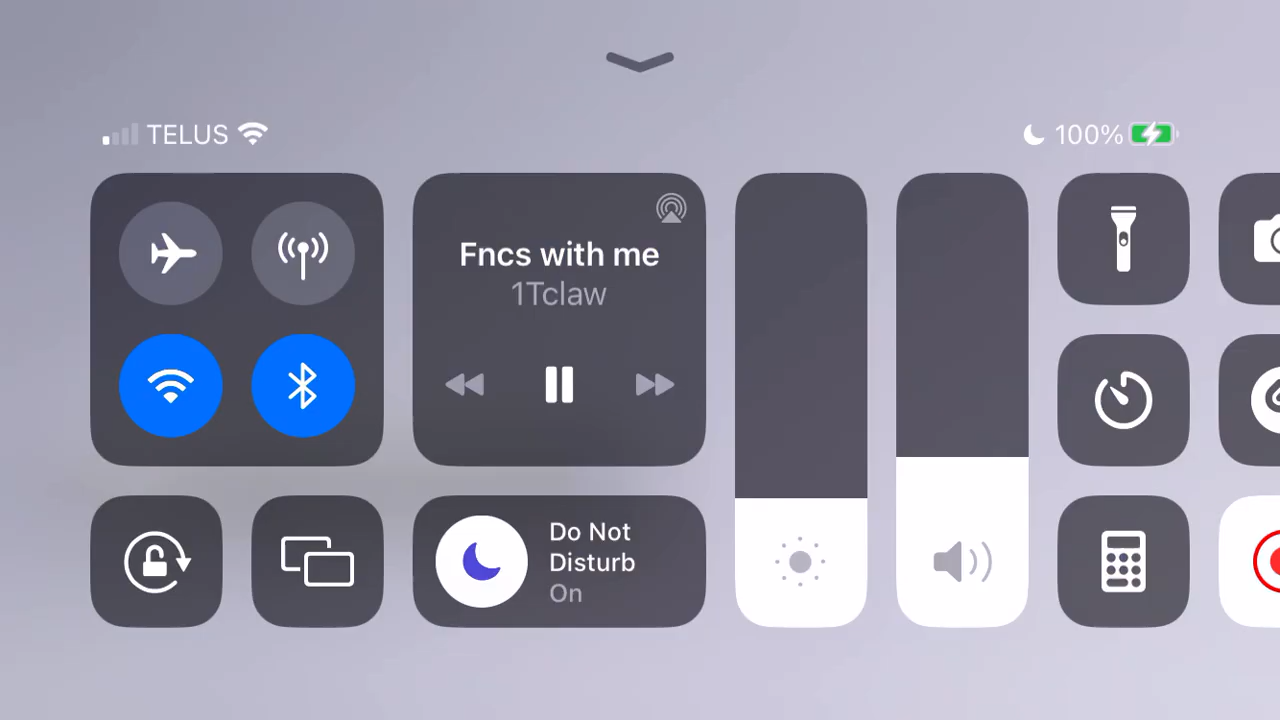 TELUS
100%
Fncs with me
1Tclaw
Do Not
Disturb
On